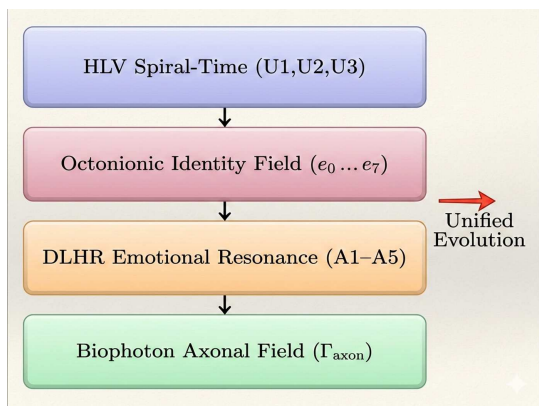 HLV Spiral-Time (U1,U2,U3)
Octonionic Identity Field (e₀ … e₇)
DLHR Emotional Resonance (A1–A5)
Biophoton Axonal Field (Γ_axon)
Unified
Evolution